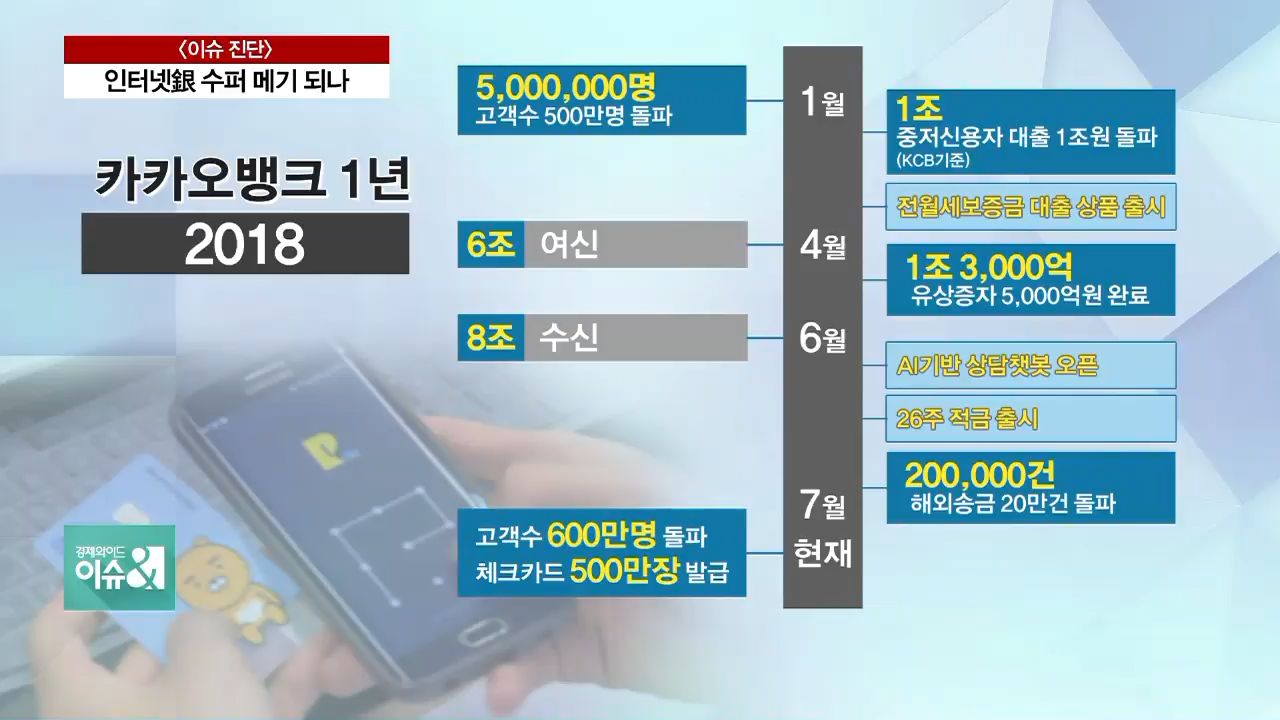 〈이슈 진단〉
인터넷銀 수퍼 메기 되나
카카오뱅크 1년
2018
5,000,000명
고객수 500만명 돌파
1월
1조
중저신용자 대출 1조원 돌파
(KCB기준)
전월세보증금 대출 상품 출시
6조 여신
4월
1조 3,000억
유상증자 5,000억원 완료
8조 수신
6월
AI기반 상담챗봇 오픈
26주 적금 출시
200,000건
해외송금 20만건 돌파
7월
현재
고객수 600만명 돌파
체크카드 500만장 발급
경제와이드
이슈&